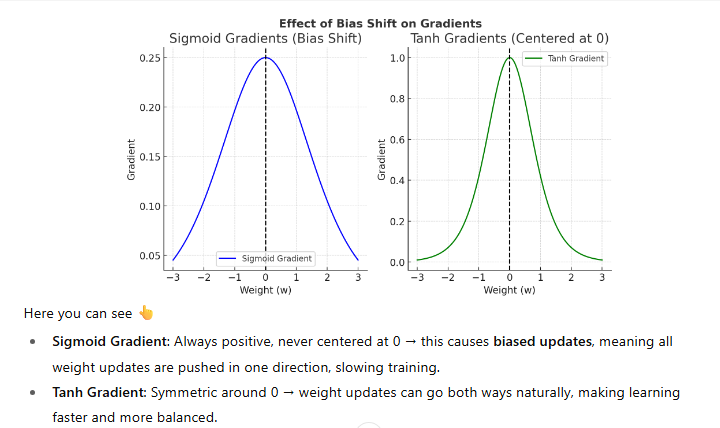 Effect of Bias Shift on Gradients
Sigmoid Gradients (Bias Shift)
Tanh Gradients (Centered at 0)
Gradient
0.25
0.20
0.15
0.10
0.05
Sigmoid Gradient
−3 −2 −1 0 1 2 3
Weight (w)
Gradient
1.0
0.8
0.6
0.4
0.2
0.0
Tanh Gradient
−3 −2 −1 0 1 2 3
Weight (w)
Here you can see 👆
• Sigmoid Gradient: Always positive, never centered at 0 → this causes biased updates, meaning all
weight updates are pushed in one direction, slowing training.
• Tanh Gradient: Symmetric around 0 → weight updates can go both ways naturally, making learning
faster and more balanced.